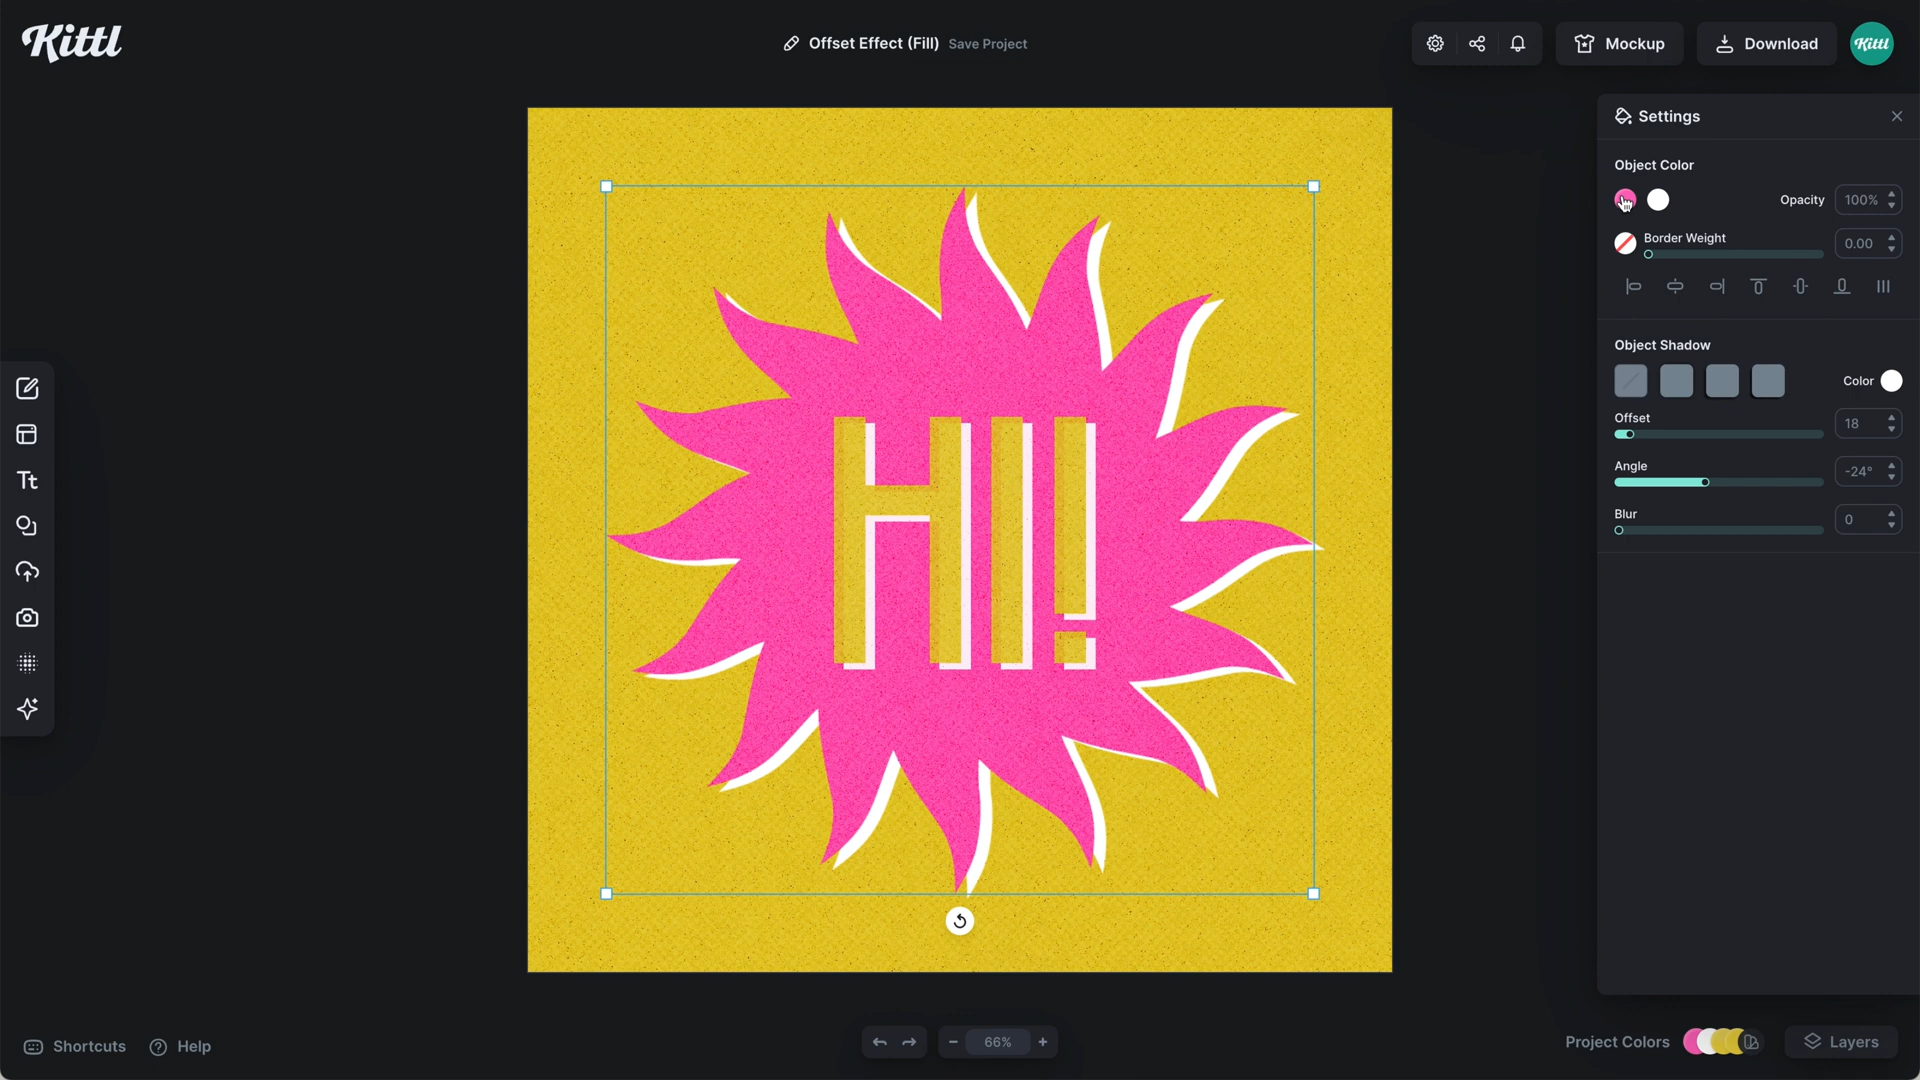 Kittl
Offset Effect (Fill) Save Project
Mockup
Download
Kittl
Settings
Object Color
Opacity 100%
Border Weight 0.00
Object Shadow
Color
Offset 18
Angle -24°
Blur 0
HI!
Tt
Shortcuts
Help
66%
Project Colors
Layers